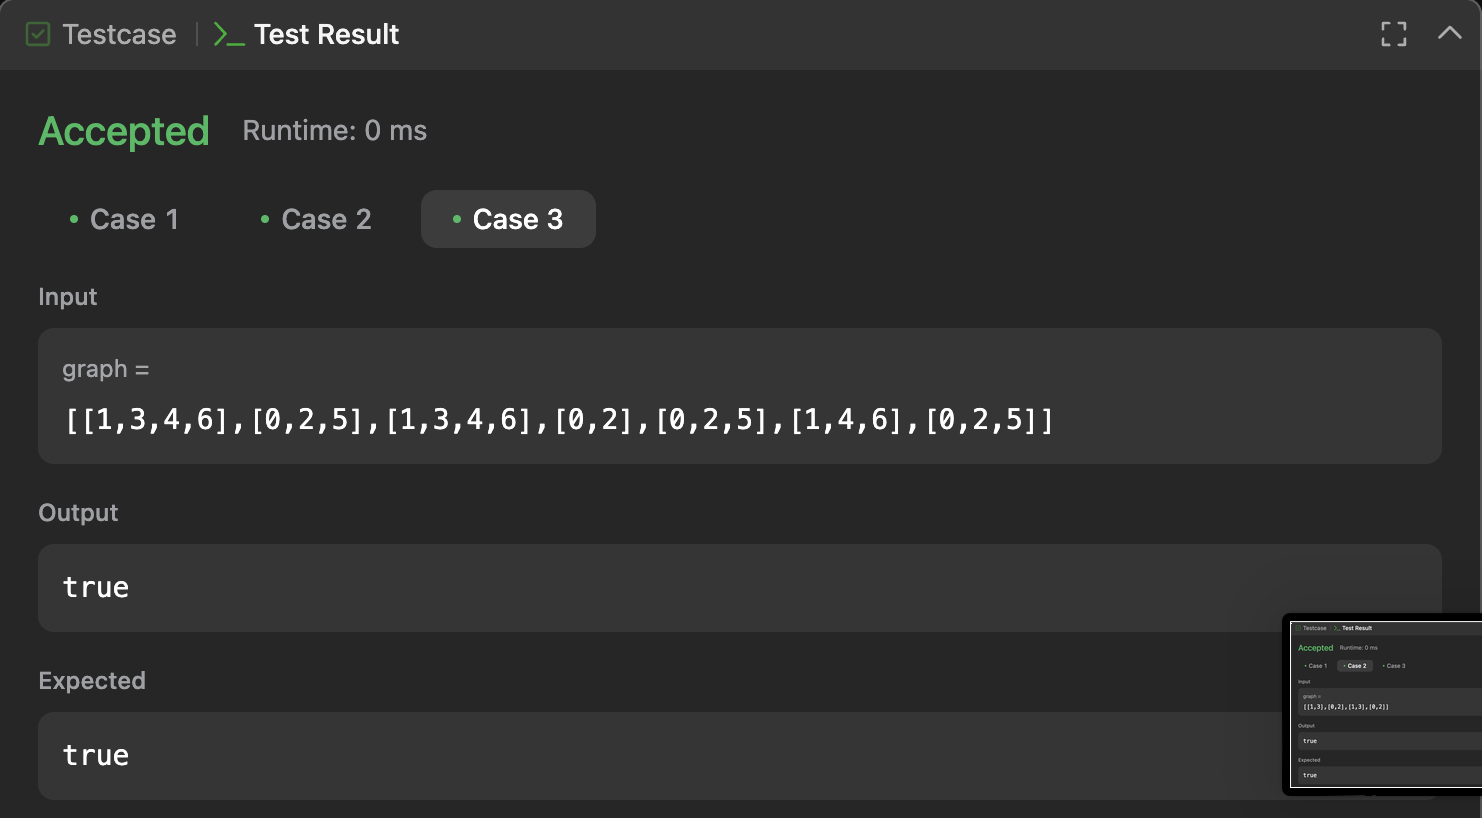 Testcase | >_ Test Result
Accepted Runtime: 0 ms
• Case 1 • Case 2 • Case 3
Input
graph =
[[1,3,4,6],[0,2,5],[1,3,4,6],[0,2],[0,2,5],[1,4,6],[0,2,5]]
Output
true
Expected
true
Testcase >_ Test Result
Accepted Runtime: 0 ms
• Case 1 • Case 2 • Case 3
Input
graph =
[[1,3],[0,2],[1,3],[0,2]]
Output
true
Expected
true